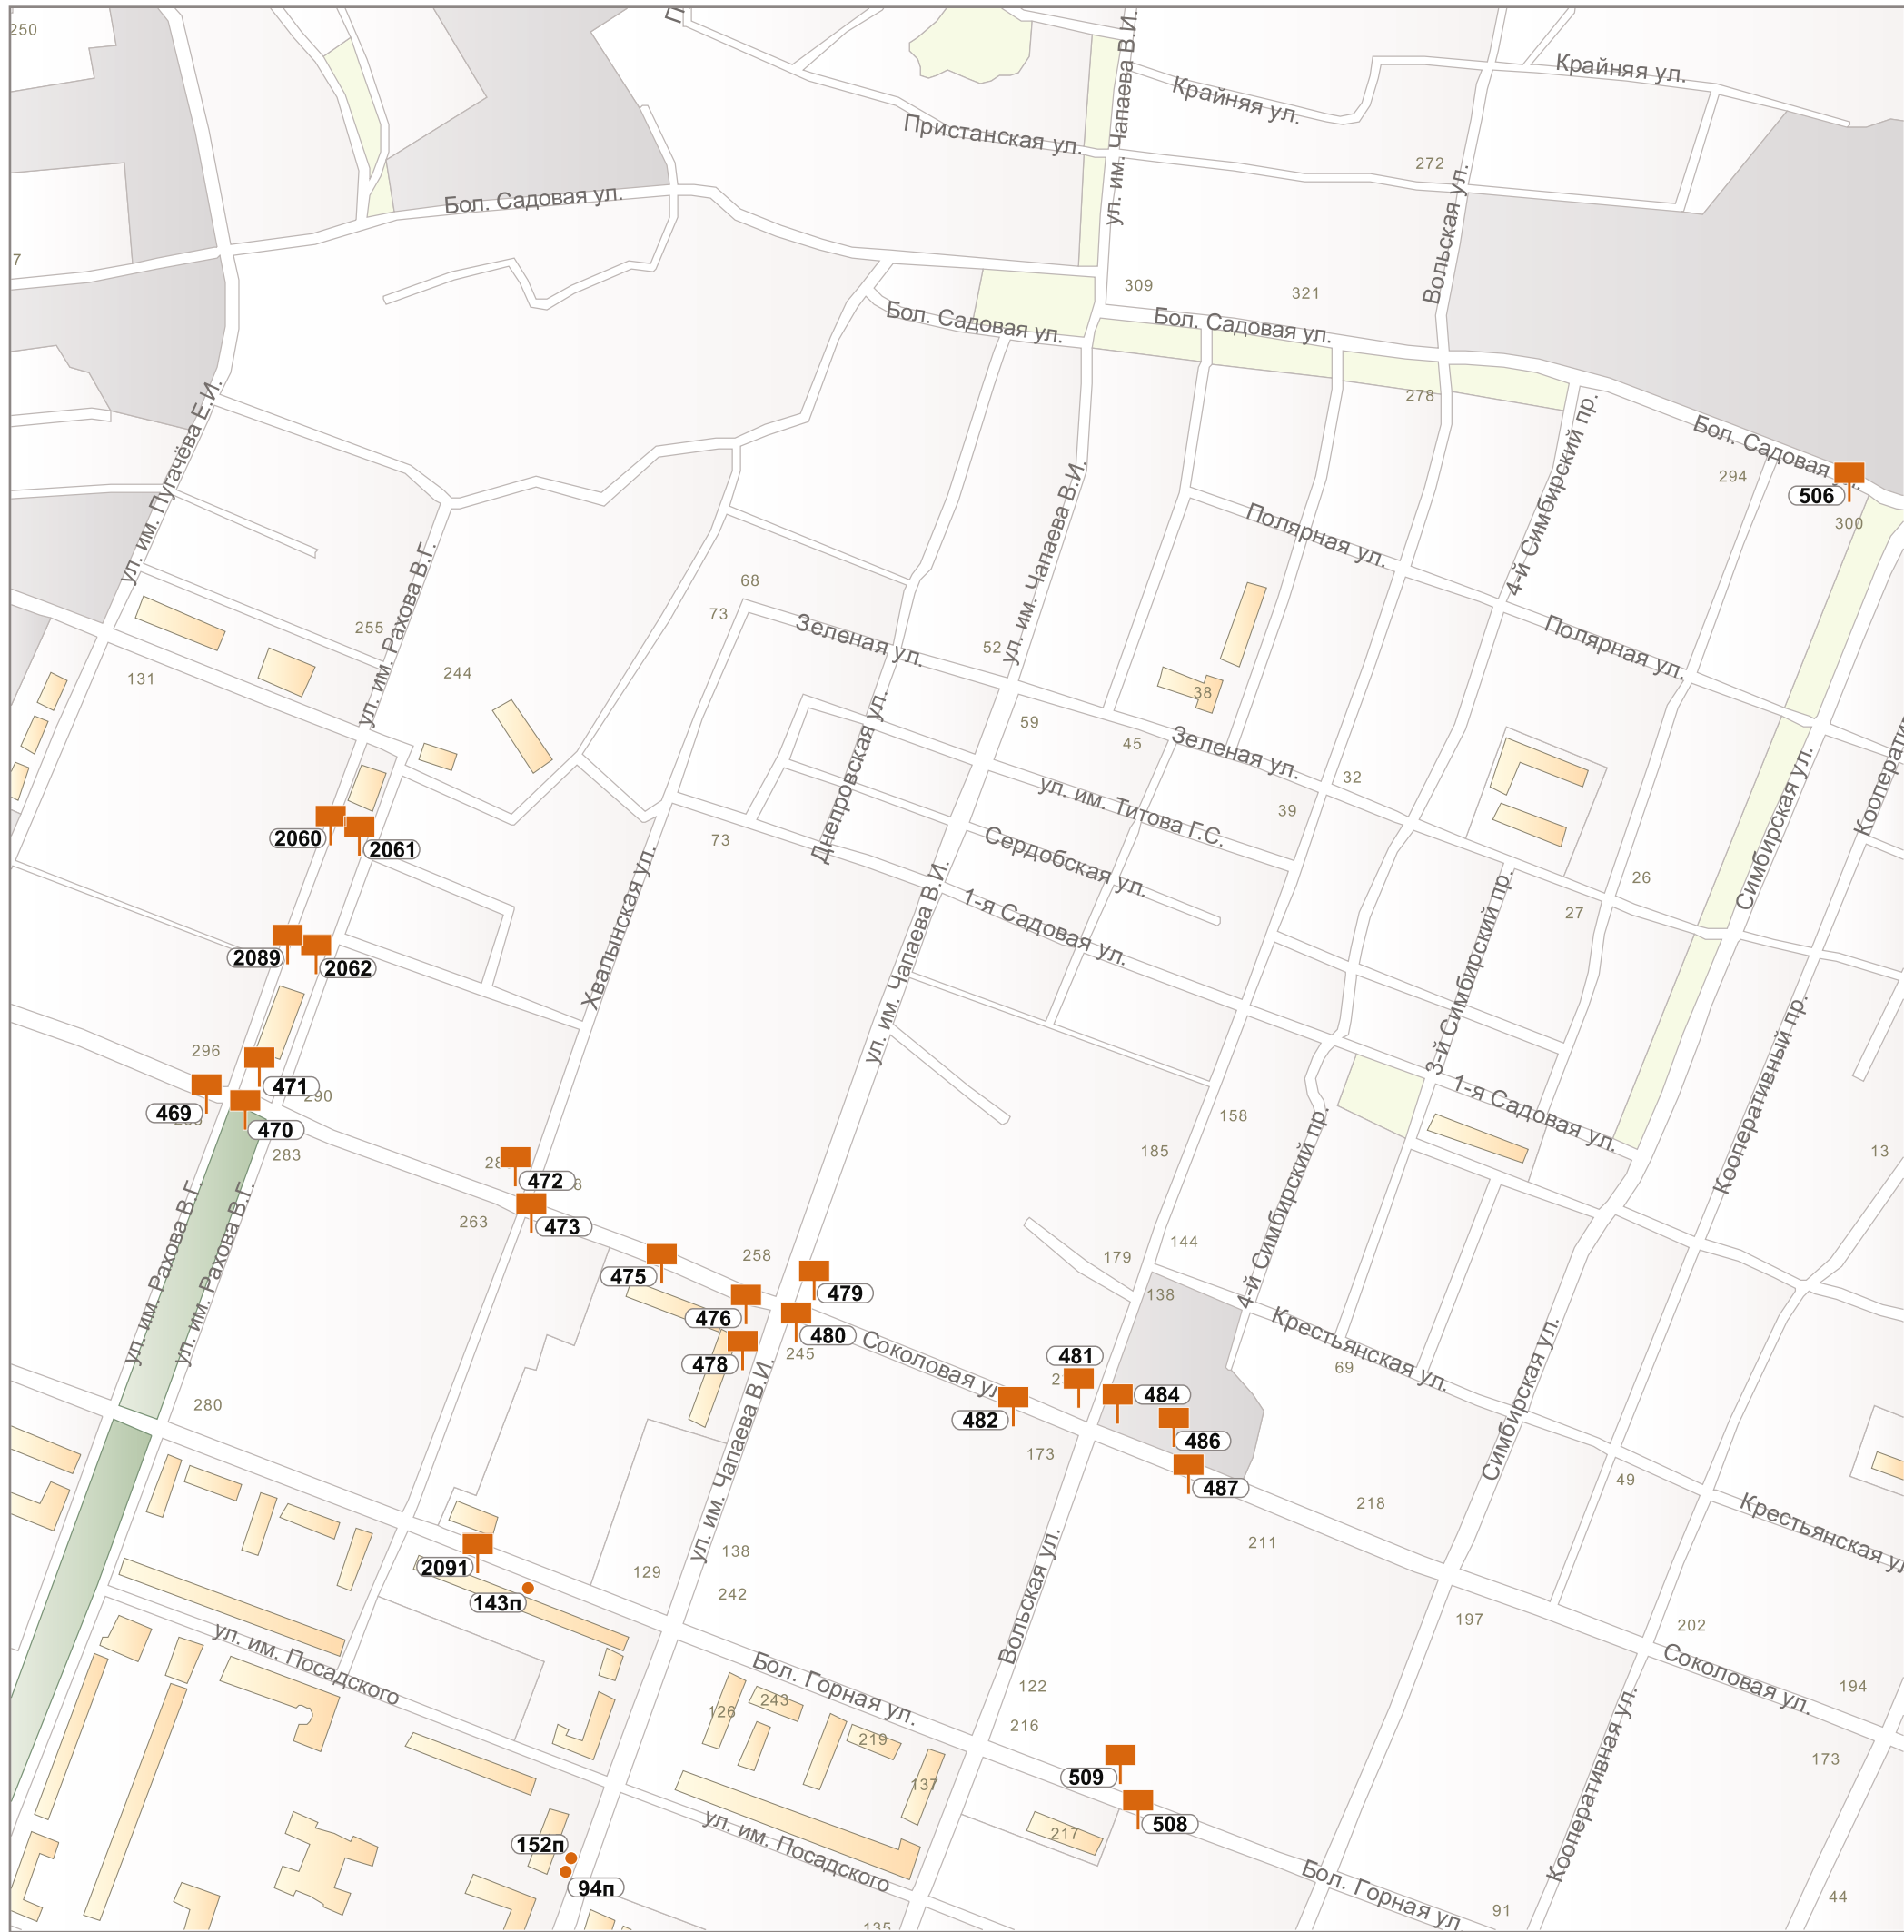 250
Крайняя ул.
Крайняя ул.
ул. им. Чапаева В.И.
Пристанская ул.
272
Бол. Садовая ул.
Вольская ул.
7
309
321
Бол. Садовая ул.
Бол. Садовая ул.
278
ул. им. Пугачёва Е.И.
4-й Симбирский пр.
Бол. Садовая
294
506
300
ул. им. Чапаева В.И.
Полярная ул.
ул. им. Рахова В.Г.
68
73
255
Зеленая ул.
52
Полярная ул.
131
244
38
59
45
Зеленая ул.
32
Днепровская ул.
ул. им. Титова Г.С.
39
Симбирская ул.
2060
2061
73
Сердобская ул.
26
27
Хвалынская ул.
1-я Садовая ул.
2089
2062
ул. им. Чапаева В.И.
3-й Симбирский пр.
Кооперативный пр.
296
471
290
469
470
283
1-я Садовая ул.
158
185
13
472
473
263
4-й Симбирский пр.
144
179
258
475
479
138
476
480
245
478
Соколовая ул.
481
Крестьянская ул.
69
ул. им. Рахова В.Г.
ул. им. Рахова В.Г.
484
482
486
487
280
173
Симбирская ул.
49
218
211
Крестьянская ул.
ул. им. Чапаева В.И.
138
2091
129
143п
242
Вольская ул.
197
202
ул. им. Посадского
Соколовая ул.
Бол. Горная ул.
122
194
126
243
216
219
173
509
137
508
217
Кооперативная ул.
152п
94п
ул. им. Посадского
Бол. Горная ул.
91
44
135